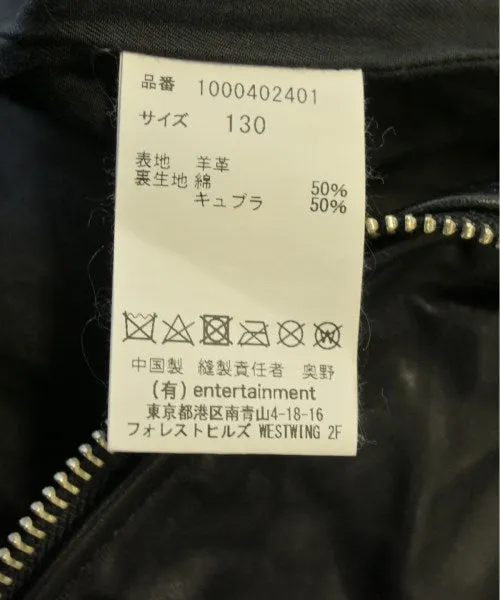 品番 1000402401
サイズ 130
表地 羊革
裏生地 綿 50%
キュプラ 50%
W
中国製 縫製責任者 奥野
(有) entertainment
東京都港区南青山4-18-16
フォレストヒルズ WESTWING 2F